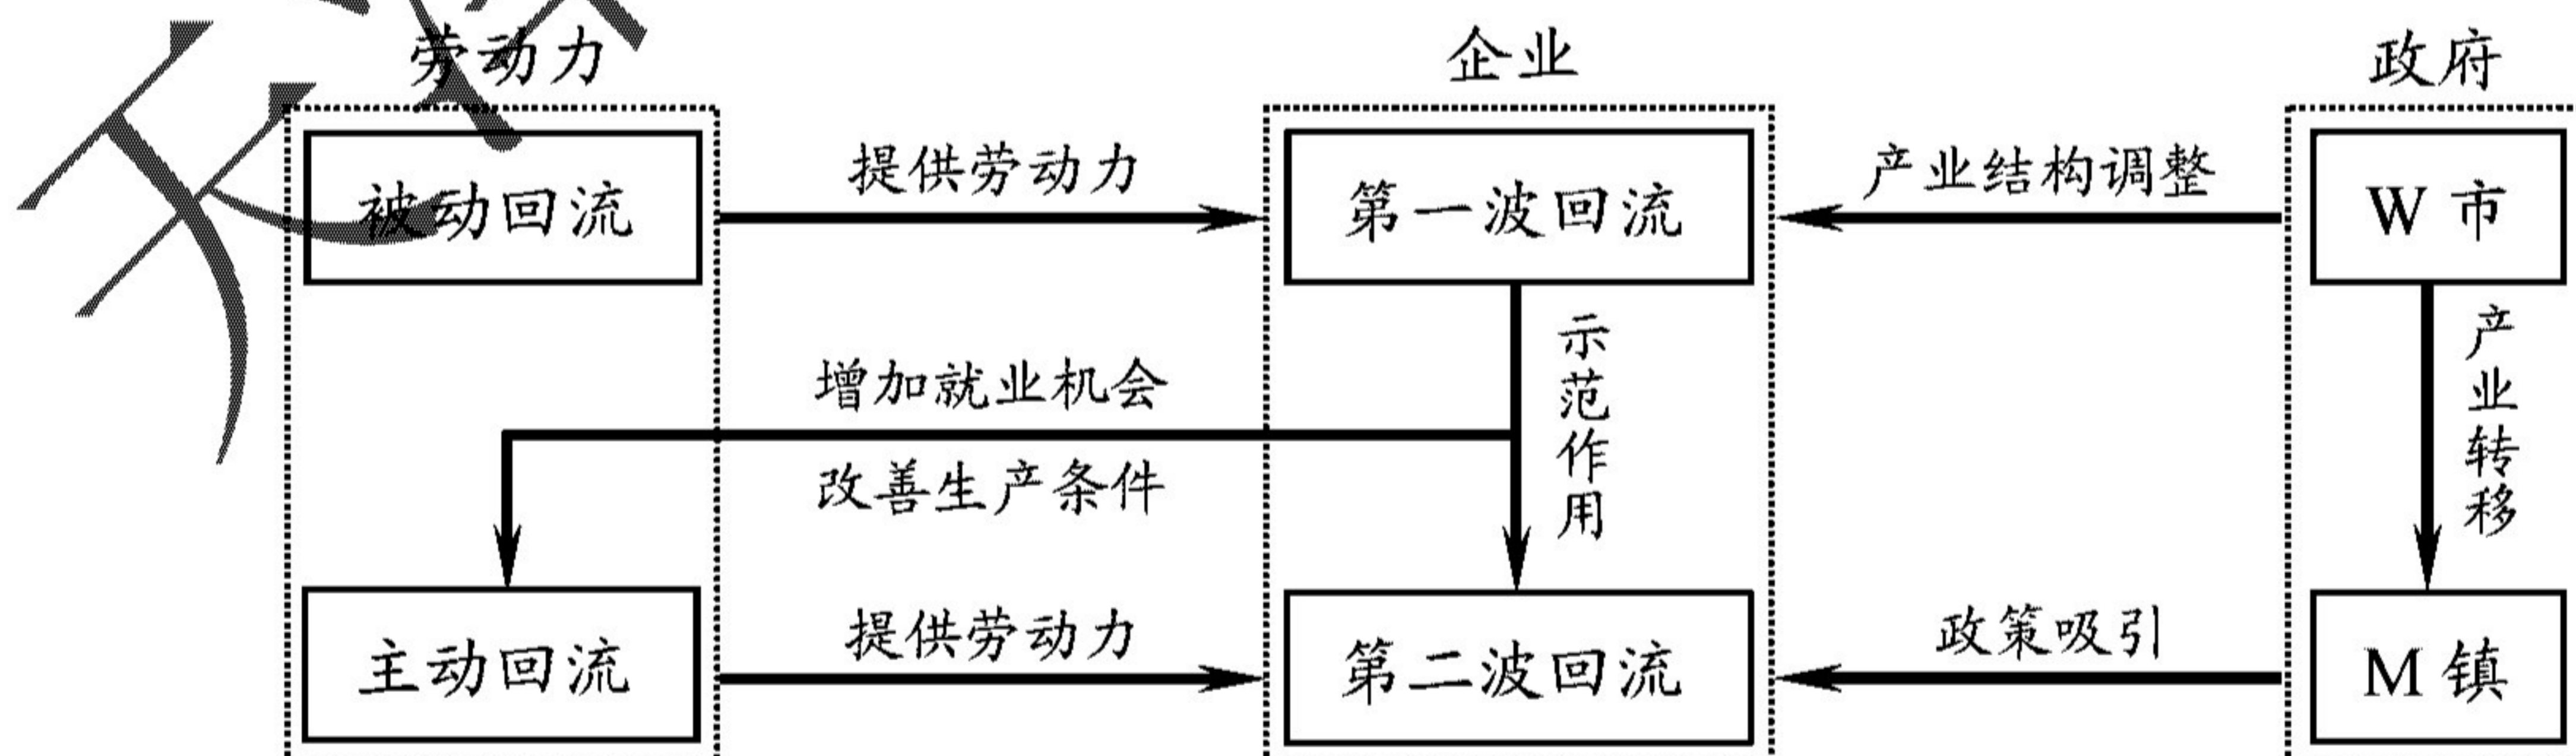 劳动力
企业
政府
被动回流
提供劳动力
第一波回流
产业结构调整
W 市
示范作用
产业转移
增加就业机会
改善生产条件
主动回流
提供劳动力
第二波回流
政策吸引
M 镇